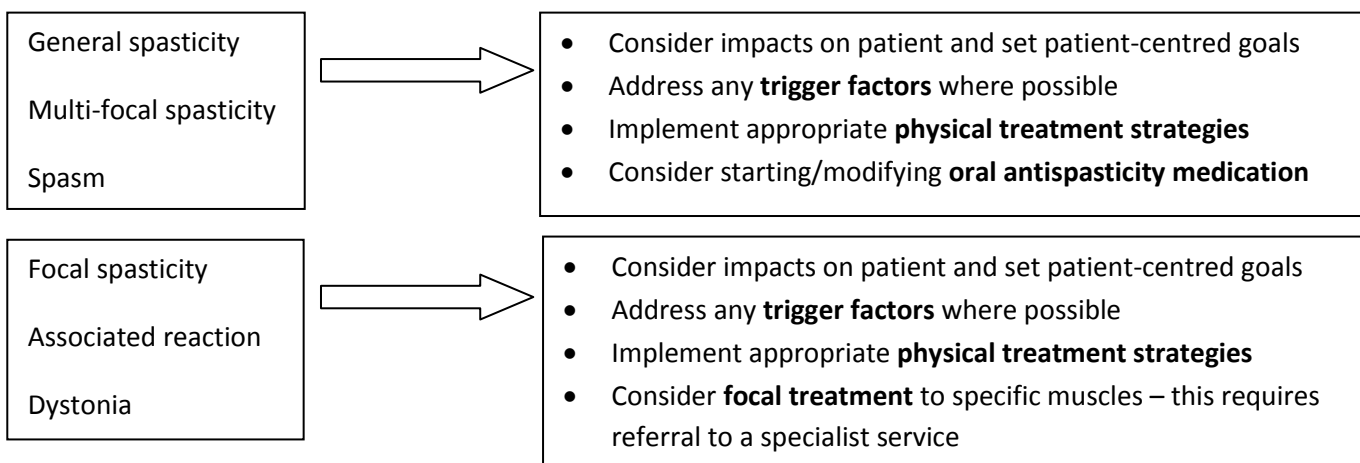 General spasticity
Multi-focal spasticity
Spasm
• Consider impacts on patient and set patient-centred goals
• Address any trigger factors where possible
• Implement appropriate physical treatment strategies
• Consider starting/modifying oral antispasticity medication
Focal spasticity
Associated reaction
Dystonia
• Consider impacts on patient and set patient-centred goals
• Address any trigger factors where possible
• Implement appropriate physical treatment strategies
• Consider focal treatment to specific muscles – this requires
referral to a specialist service